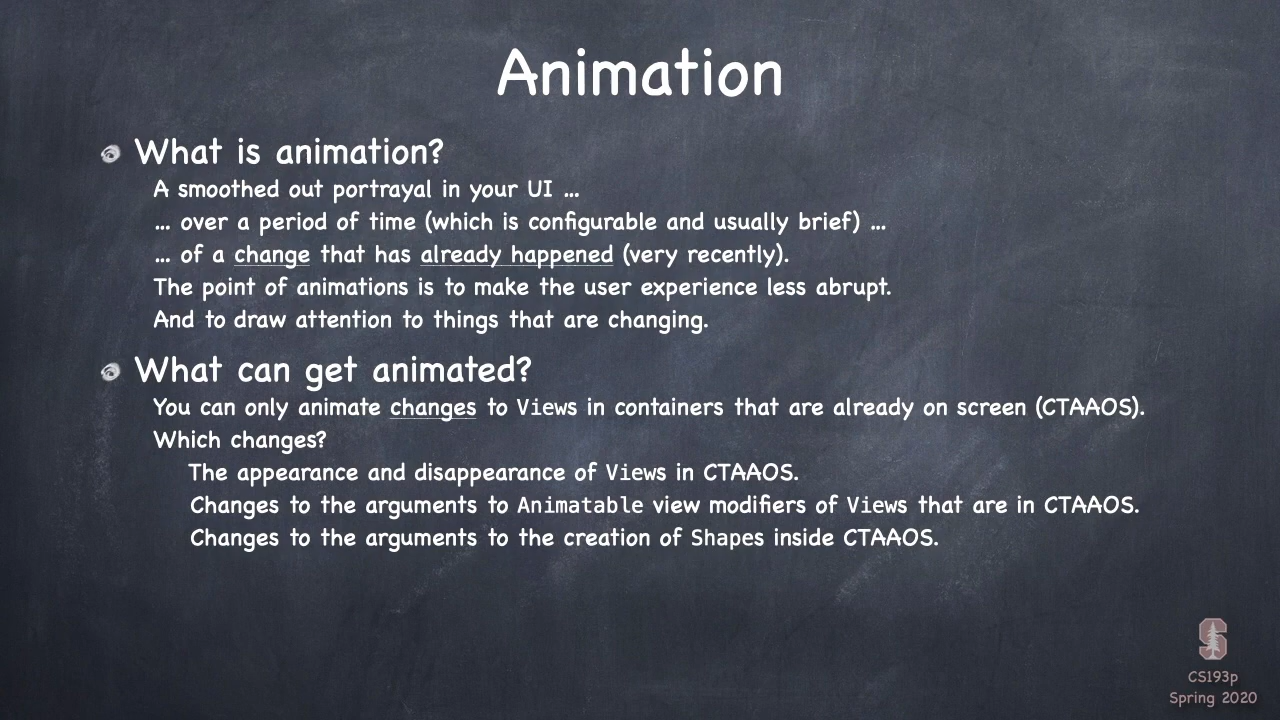 Animation
What is animation?
A smoothed out portrayal in your UI ...
... over a period of time (which is configurable and usually brief) ...
... of a change that has already happened (very recently).
The point of animations is to make the user experience less abrupt.
And to draw attention to things that are changing.
What can get animated?
You can only animate changes to Views in containers that are already on screen (CTAAOS).
Which changes?
The appearance and disappearance of Views in CTAAOS.
Changes to the arguments to Animatable view modifiers of Views that are in CTAAOS.
Changes to the arguments to the creation of Shapes inside CTAAOS.
S
CS193p
Spring 2020